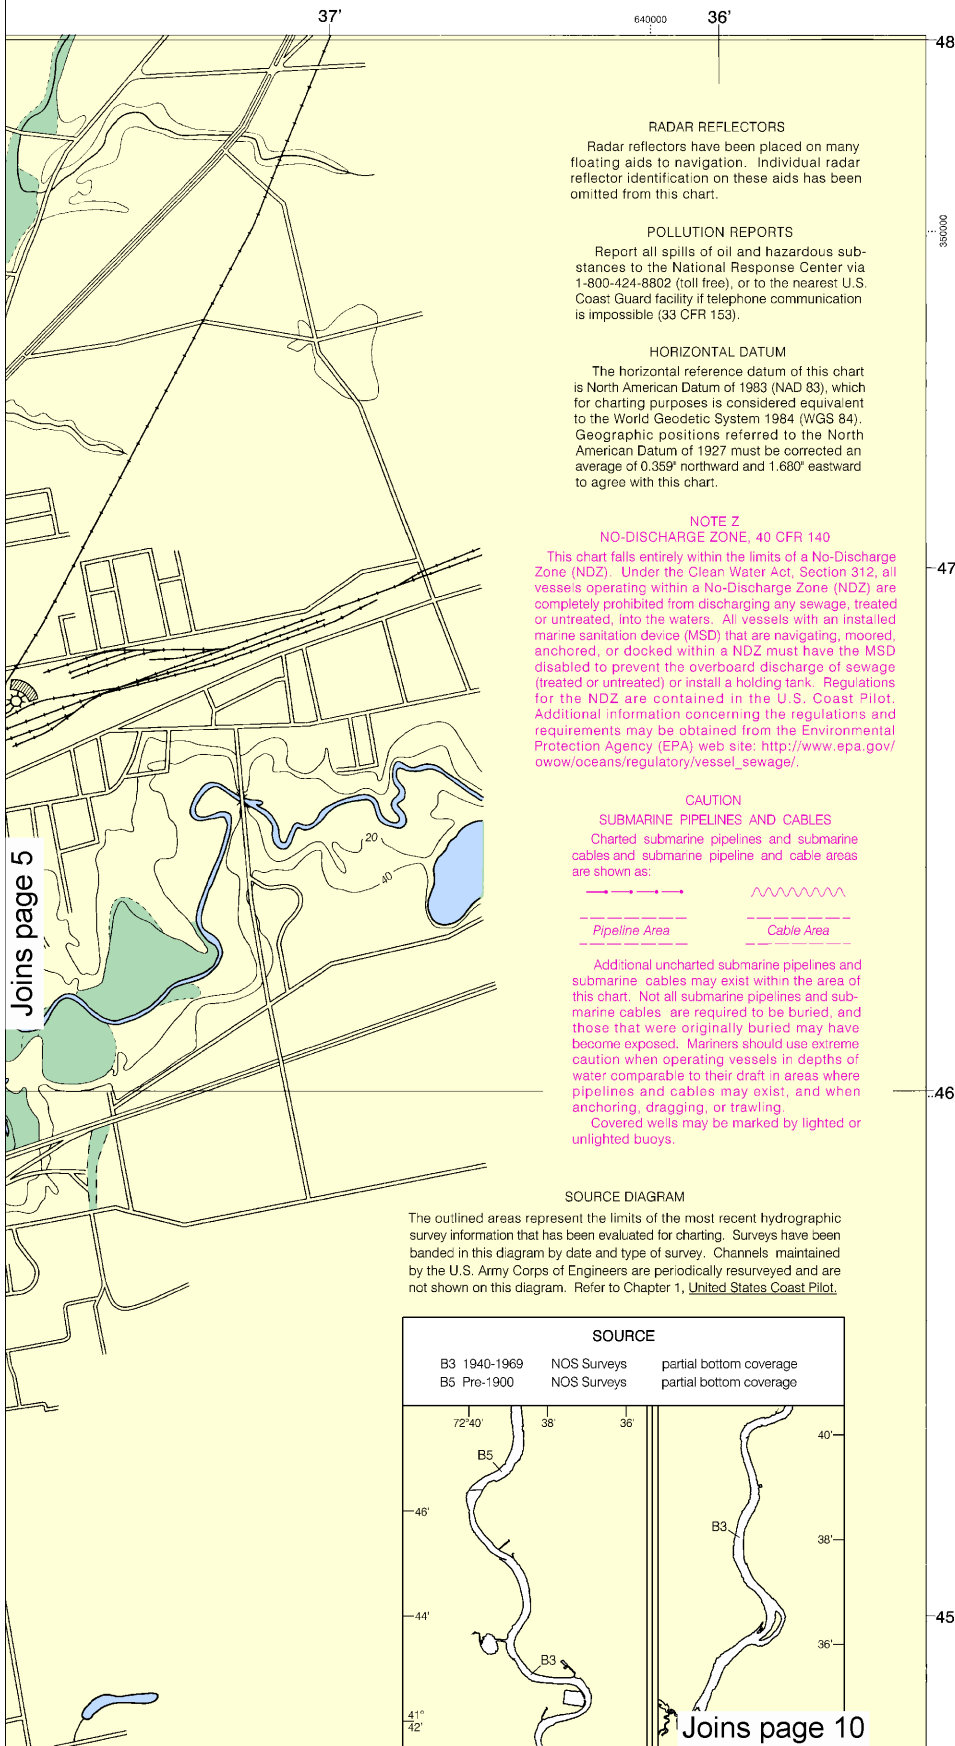 37'
640000
36'
48
RADAR REFLECTORS
Radar reflectors have been placed on many
floating aids to navigation. Individual radar
reflector identification on these aids has been
omitted from this chart.
350000
POLLUTION REPORTS
Report all spills of oil and hazardous sub-
stances to the National Response Center via
1-800-424-8802 (toll free), or to the nearest U.S.
Coast Guard facility if telephone communication
is impossible (33 CFR 153).
HORIZONTAL DATUM
The horizontal reference datum of this chart
is North American Datum of 1983 (NAD 83), which
for charting purposes is considered equivalent
to the World Geodetic System 1984 (WGS 84).
Geographic positions referred to the North
American Datum of 1927 must be corrected an
average of 0.359" northward and 1.680" eastward
to agree with this chart.
NOTE Z
NO-DISCHARGE ZONE, 40 CFR 140
This chart falls entirely within the limits of a No-Discharge
Zone (NDZ). Under the Clean Water Act, Section 312, all
vessels operating within a No-Discharge Zone (NDZ) are
completely prohibited from discharging any sewage, treated
or untreated, into the waters. All vessels with an installed
marine sanitation device (MSD) that are navigating, moored,
anchored, or docked within a NDZ must have the MSD
disabled to prevent the overboard discharge of sewage
(treated or untreated) or install a holding tank. Regulations
for the NDZ are contained in the U.S. Coast Pilot.
Additional information concerning the regulations and
requirements may be obtained from the Environmental
Protection Agency (EPA) web site: http://www.epa.gov/
owow/oceans/regulatory/vessel_sewage/.
47
CAUTION
SUBMARINE PIPELINES AND CABLES
Charted submarine pipelines and submarine
cables and submarine pipeline and cable areas
are shown as:
Pipeline Area
Cable Area
Additional uncharted submarine pipelines and
submarine cables may exist within the area of
this chart. Not all submarine pipelines and sub-
marine cables are required to be buried, and
those that were originally buried may have
become exposed. Mariners should use extreme
caution when operating vessels in depths of
water comparable to their draft in areas where
pipelines and cables may exist, and when
anchoring, dragging, or trawling.
Covered wells may be marked by lighted or
unlighted buoys.
20
40
Joins page 5
46
SOURCE DIAGRAM
The outlined areas represent the limits of the most recent hydrographic
survey information that has been evaluated for charting. Surveys have been
banded in this diagram by date and type of survey. Channels maintained
by the U.S. Army Corps of Engineers are periodically resurveyed and are
not shown on this diagram. Refer to Chapter 1, United States Coast Pilot.
SOURCE
B3 1940-1969 NOS Surveys partial bottom coverage
B5 Pre-1900 NOS Surveys partial bottom coverage
72°40' 38' 36'
40'
B5
46'
B3
38'
44'
45
36'
B3
41°
42'
Joins page 10